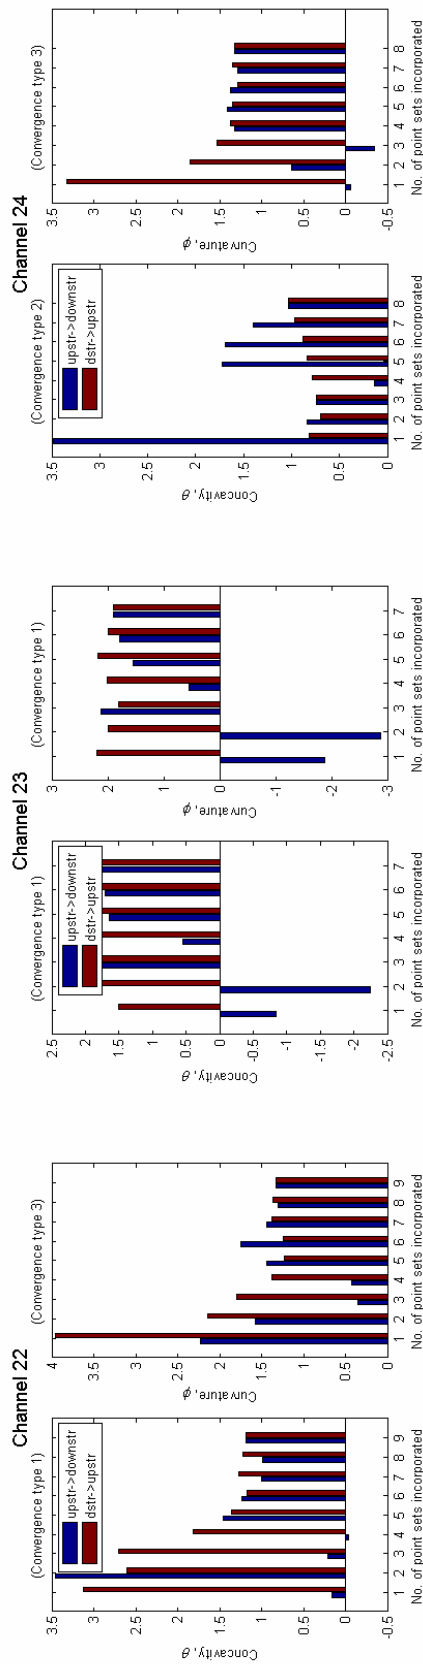 Channel 22
(Convergence type 1)
upstr->downstr
dstr->upstr
Concavity, θ
3.5
3
2.5
2
1.5
1
0.5
0
-0.5
1 2 3 4 5 6 7 8 9
No. of point sets incorporated
(Convergence type 3)
Curvature, φ
4
3.5
3
2.5
2
1.5
1
0.5
0
1 2 3 4 5 6 7 8 9
No. of point sets incorporated
Channel 23
(Convergence type 1)
upstr->downstr
dstr->upstr
Concavity, θ
2.5
2
1.5
1
0.5
0
-0.5
-1
-1.5
-2
-2.5
1 2 3 4 5 6 7
No. of point sets incorporated
(Convergence type 1)
Curvature, φ
3
2
1
0
-1
-2
-3
1 2 3 4 5 6 7
No. of point sets incorporated
Channel 24
(Convergence type 2)
upstr->downstr
dstr->upstr
Concavity, θ
3.5
3
2.5
2
1.5
1
0.5
0
1 2 3 4 5 6 7 8
No. of point sets incorporated
(Convergence type 3)
Curvature, φ
3.5
3
2.5
2
1.5
1
0.5
0
-0.5
1 2 3 4 5 6 7 8
No. of point sets incorporated